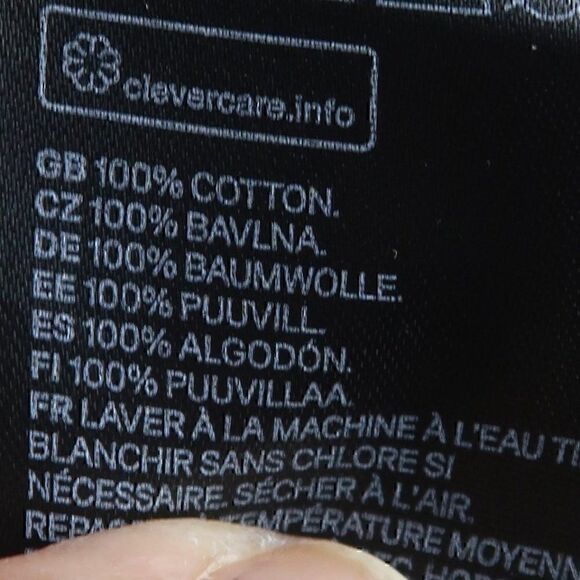 clevercare.info
GB 100% COTTON.
CZ 100% BAVLNA.
DE 100% BAUMWOLLE.
EE 100% PUUVILL.
ES 100% ALGODÓN.
FI 100% PUUVILLAA.
FR LAVER À LA MACHINE À L'EAU
BLANCHIR SANS CHLORE SI
NÉCESSAIRE. SÉCHER À L'AIR.
TEMPÉRATURE MOYENN